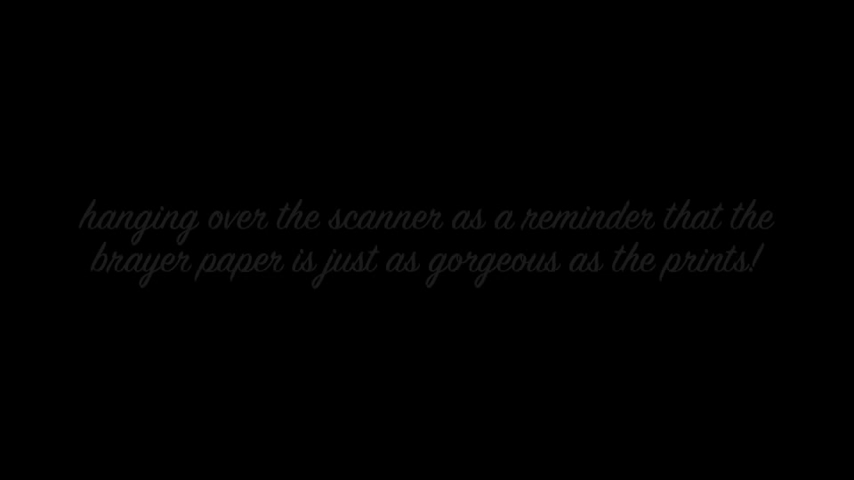 hanging over the scanner as a reminder that the
brayer paper is just as gorgeous as the prints!